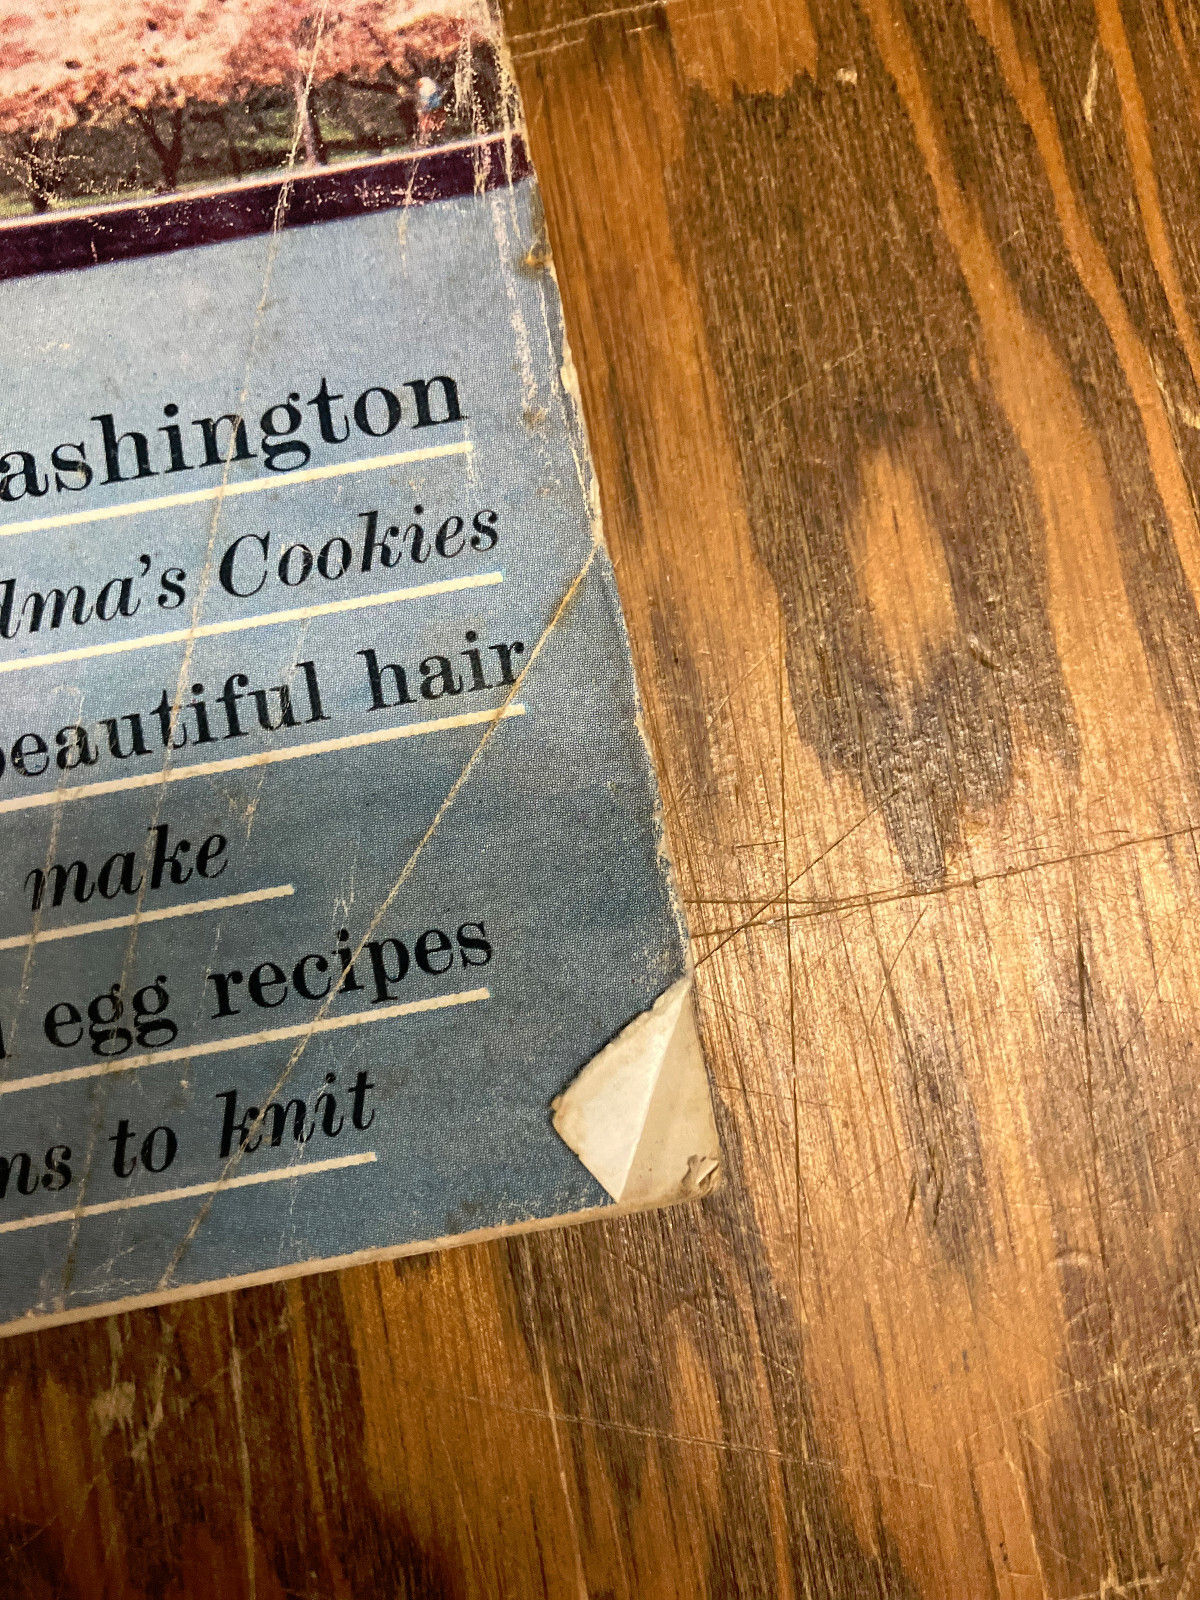 ashington
lma's Cookies
beautiful hair
make
egg recipes
ns to knit